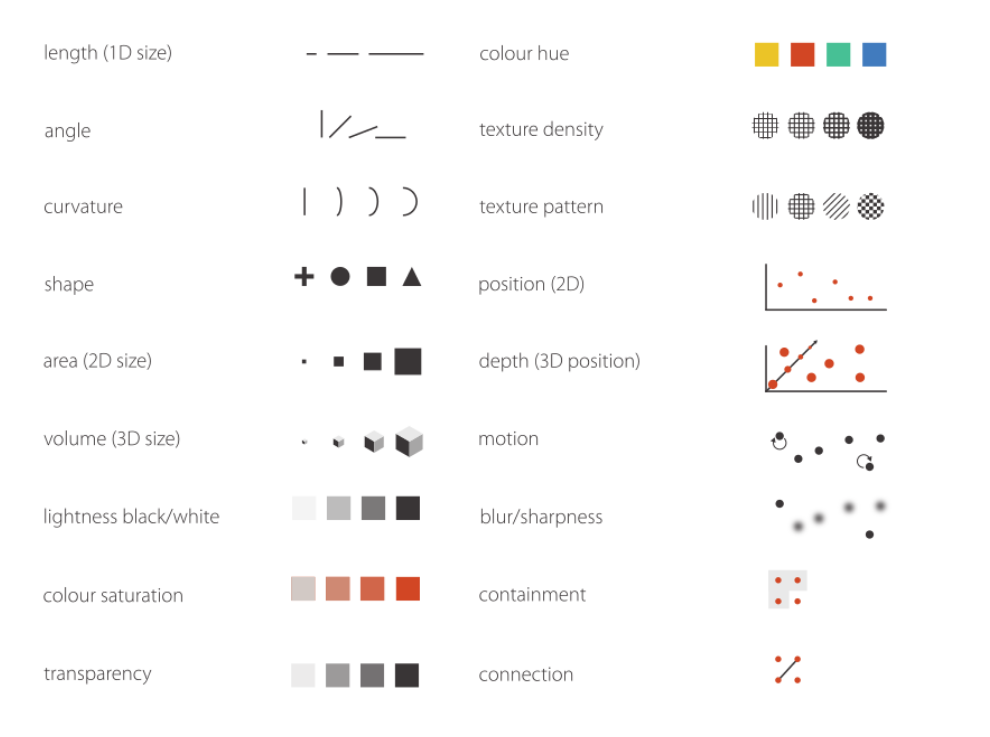 length (1D size)
angle
curvature
shape
area (2D size)
volume (3D size)
lightness black/white
colour saturation
transparency
colour hue
texture density
texture pattern
position (2D)
depth (3D position)
motion
blur/sharpness
containment
connection